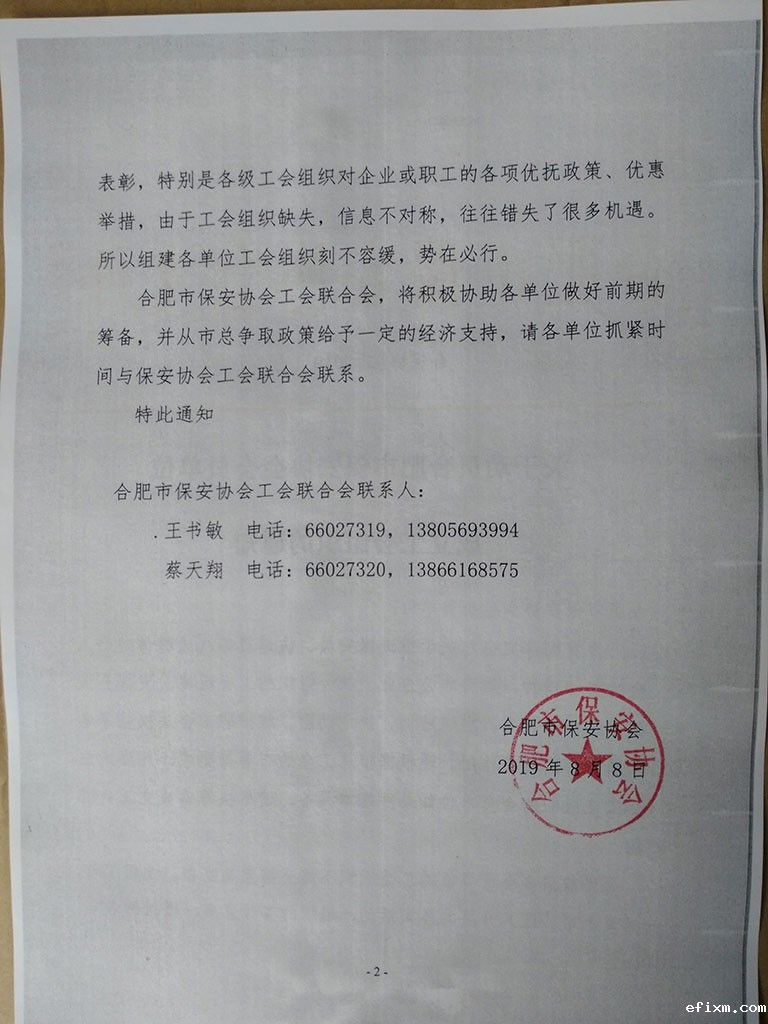 表彰，特别是各级工会组织对企业或职工的各项优抚政策、优惠
举措，由于工会组织缺失，信息不对称，往往错失了很多机遇。
所以组建各单位工会组织刻不容缓，势在必行。
合肥市保安协会工会联合会，将积极协助各单位做好前期的
筹备，并从市总争取政策给予一定的经济支持，请各单位抓紧时
间与保安协会工会联合会联系。
特此通知
合肥市保安协会工会联合会联系人：
王书敏 电话：66027319，13805693994
蔡天翔 电话：66027320，13866168575
合肥市保安协会
2019 年 8 月 8 日
合肥市保安协会
- 2 -
efixm.com